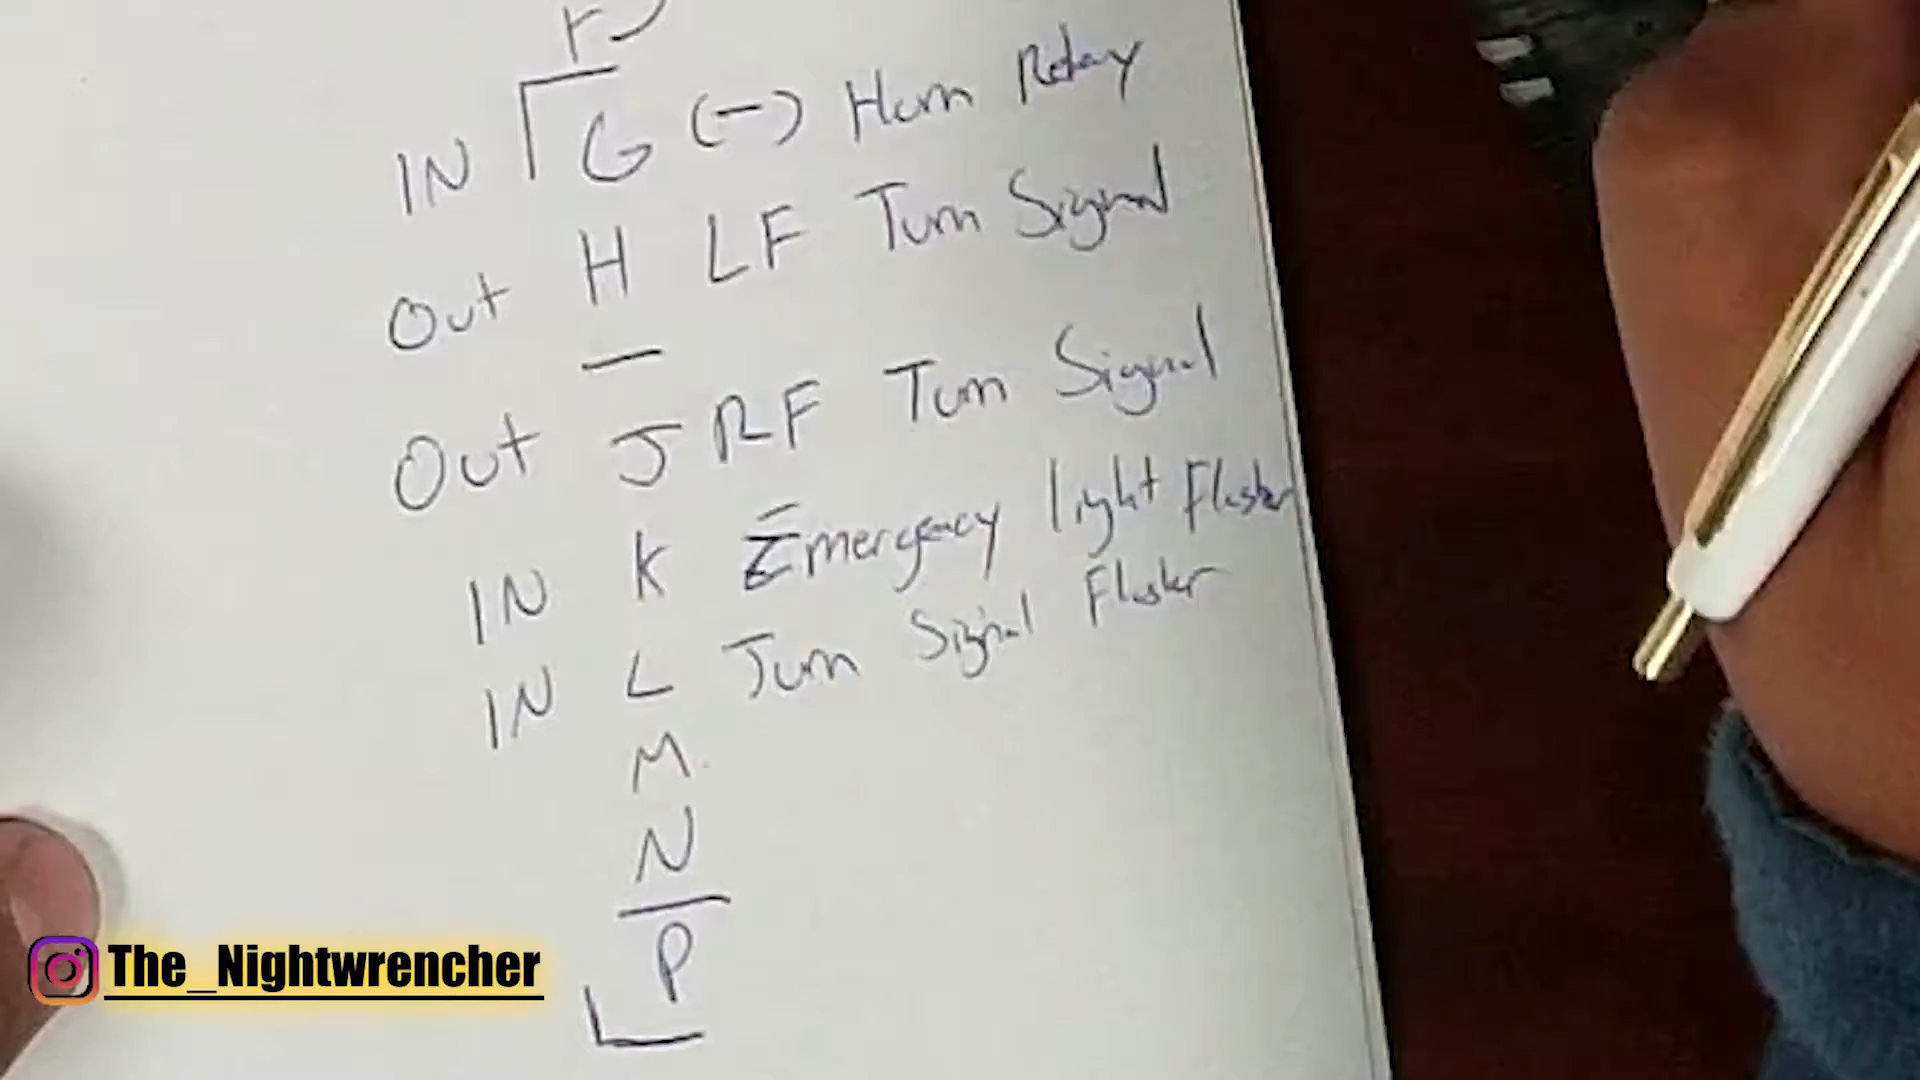 F
IN G (-) Horn Relay
Out H LF Turn Signal
Out J RF Turn Signal
IN K Emergency light Flasher
IN L Turn Signal Flasher
M
N
P
The_Nightwrencher